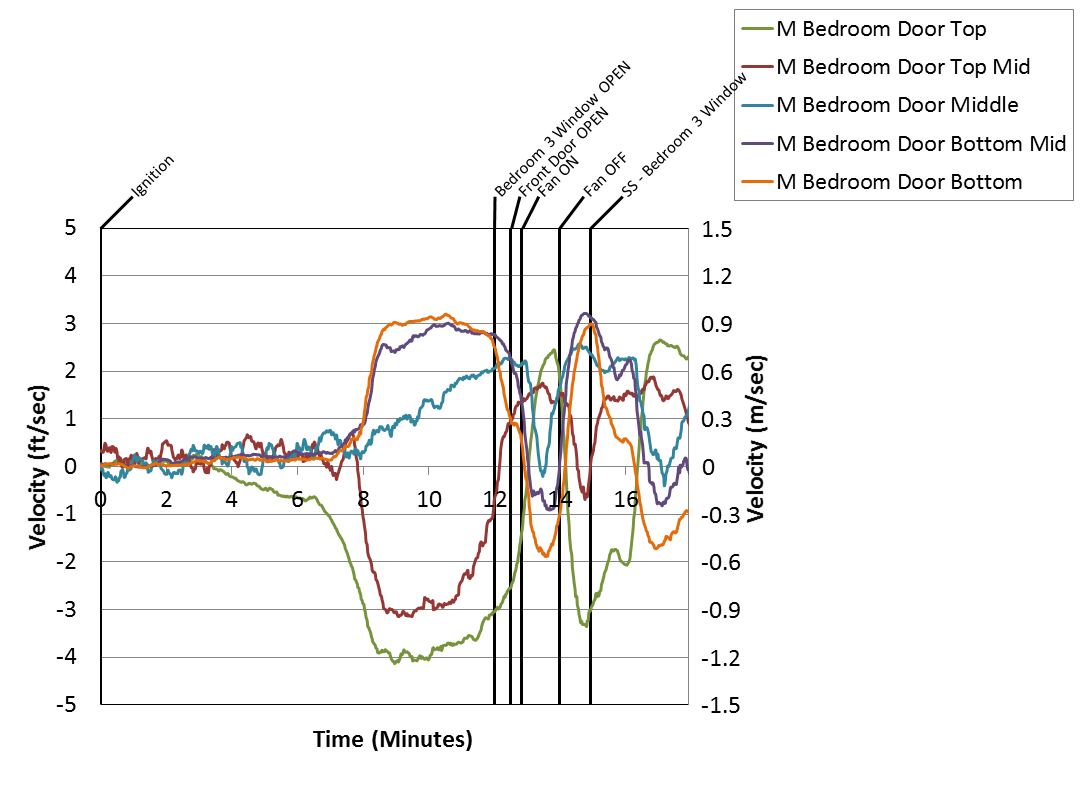 M Bedroom Door Top
M Bedroom Door Top Mid
M Bedroom Door Middle
M Bedroom Door Bottom Mid
M Bedroom Door Bottom
Ignition
Bedroom 3 Window OPEN
Front Door OPEN
Fan ON
Fan OFF
SS - Bedroom 3 Window
5
4
3
2
1
0
-1
-2
-3
-4
-5
Velocity (ft/sec)
0 2 4 6 8 10 12 14 16
1.5
1.2
0.9
0.6
0.3
0
-0.3
-0.6
-0.9
-1.2
-1.5
Velocity (m/sec)
Time (Minutes)